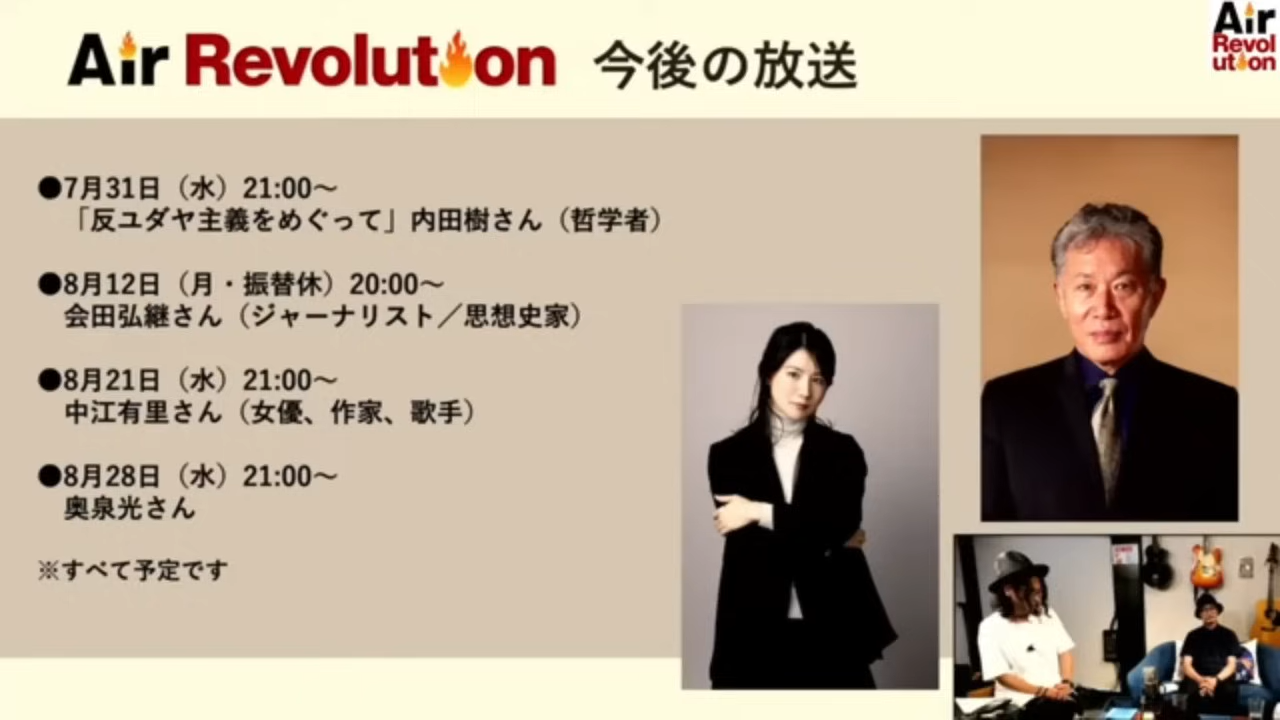 Air Revolution 今後の放送
Air
Revol
ution
●7月31日（水）21:00～
「反ユダヤ主義をめぐって」内田樹さん（哲学者）
●8月12日（月・振替休）20:00～
会田弘継さん（ジャーナリスト／思想史家）
●8月21日（水）21:00～
中江有里さん（女優、作家、歌手）
●8月28日（水）21:00～
奥泉光さん
※すべて予定です